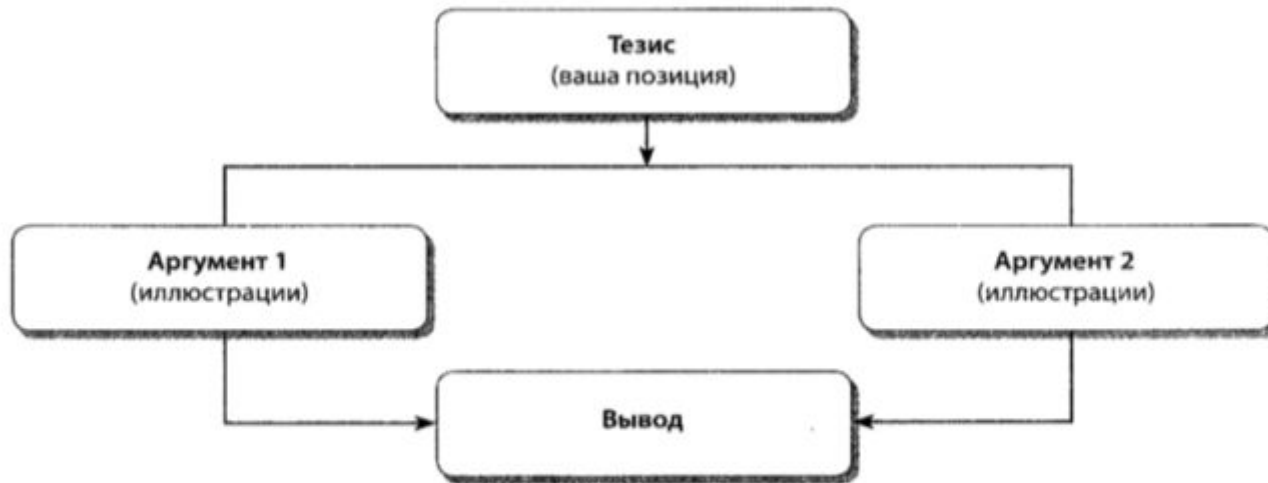 Тезис
(ваша позиция)
Аргумент 1
(иллюстрации)
Аргумент 2
(иллюстрации)
Вывод